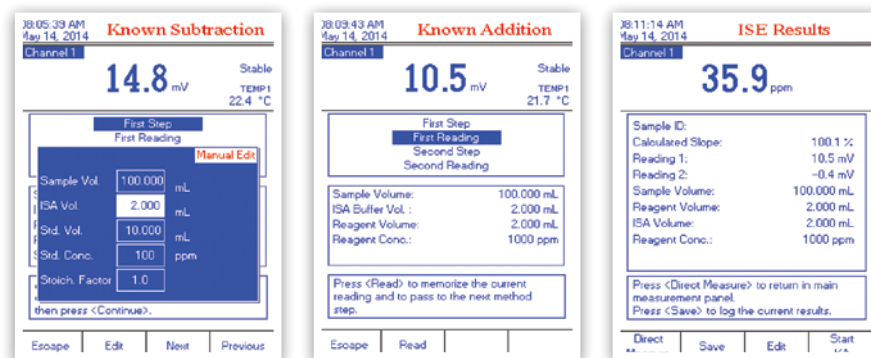 08:05:39 AM
May 14, 2014
Known Subtraction
Channel 1
14.8 mV
Stable
TEMP1
22.4 °C
First Step
First Reading
Manual Edit
Sample Vol. 100.000 mL
ISA Vol. 2.000 mL
Std. Vol. 10.000 mL
Std. Conc. 100 ppm
Stoich. Factor 1.0
then press <Continue>.
Escape Edit Next Previous
08:09:43 AM
May 14, 2014
Known Addition
Channel 1
10.5 mV
Stable
TEMP1
21.7 °C
First Step
First Reading
Second Step
Second Reading
Sample Volume: 100.000 mL
ISA Buffer Vol. : 2.000 mL
Reagent Volume: 2.000 mL
Reagent Conc.: 1000 ppm
Press <Read> to memorize the current
reading and to pass to the next method
step.
Escape Read
08:11:14 AM
May 14, 2014
ISE Results
Channel 1
35.9 ppm
Sample ID:
Calculated Slope: 100.1 %
Reading 1: 10.5 mV
Reading 2: -0.4 mV
Sample Volume: 100.000 mL
Reagent Volume: 2.000 mL
ISA Volume: 2.000 mL
Reagent Conc.: 1000 ppm
Press <Direct Measure> to return in main
measurement panel.
Press <Save> to log the current results.
Direct Save Edit Start